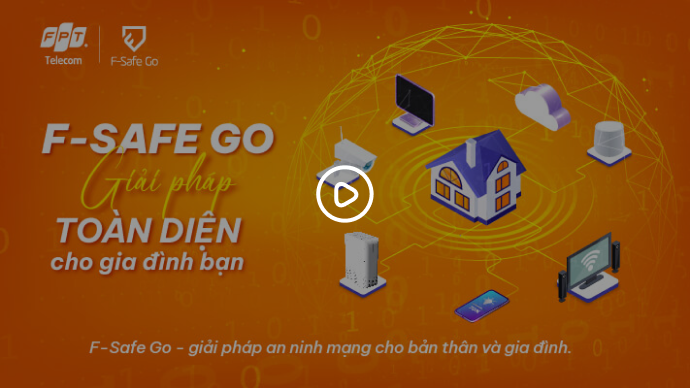 FPT
Telecom
F-Safe Go
F-SAFE GO
Giải pháp
TOÀN DIỆN
cho gia đình bạn
F-Safe Go - giải pháp an ninh mạng cho bản thân và gia đình.